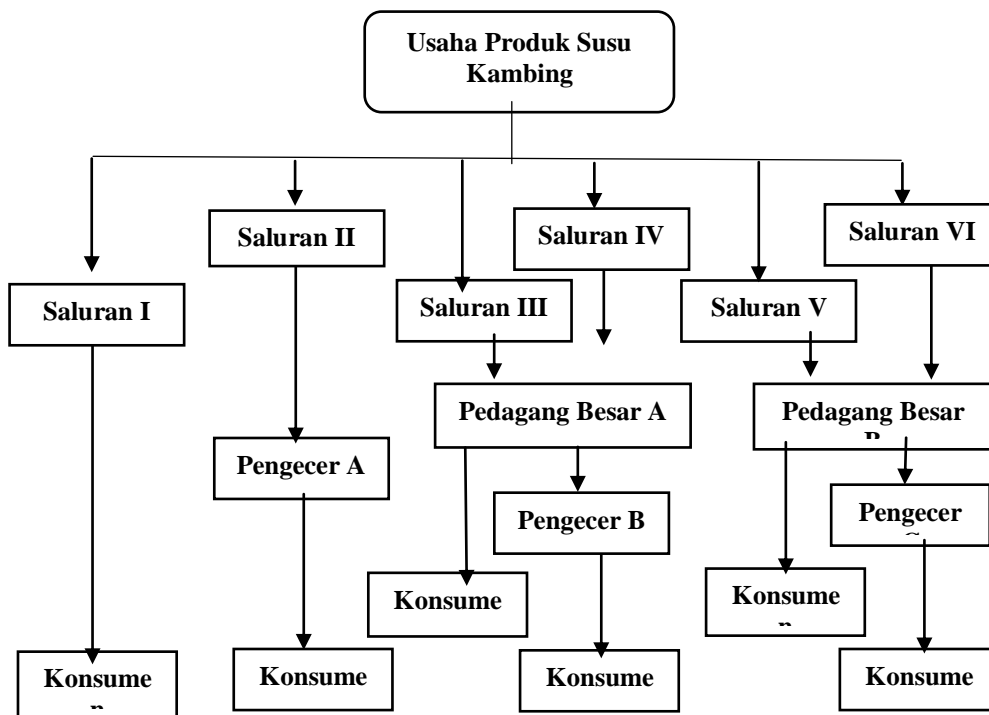 Usaha Produk Susu
Kambing
Saluran I
Saluran II
Saluran III
Saluran IV
Saluran V
Saluran VI
Pedagang Besar A
Pedagang Besar
Pengecer A
Pengecer B
Pengecer
Konsume
Konsume
n
Konsume
n
Konsume
Konsume
Konsume